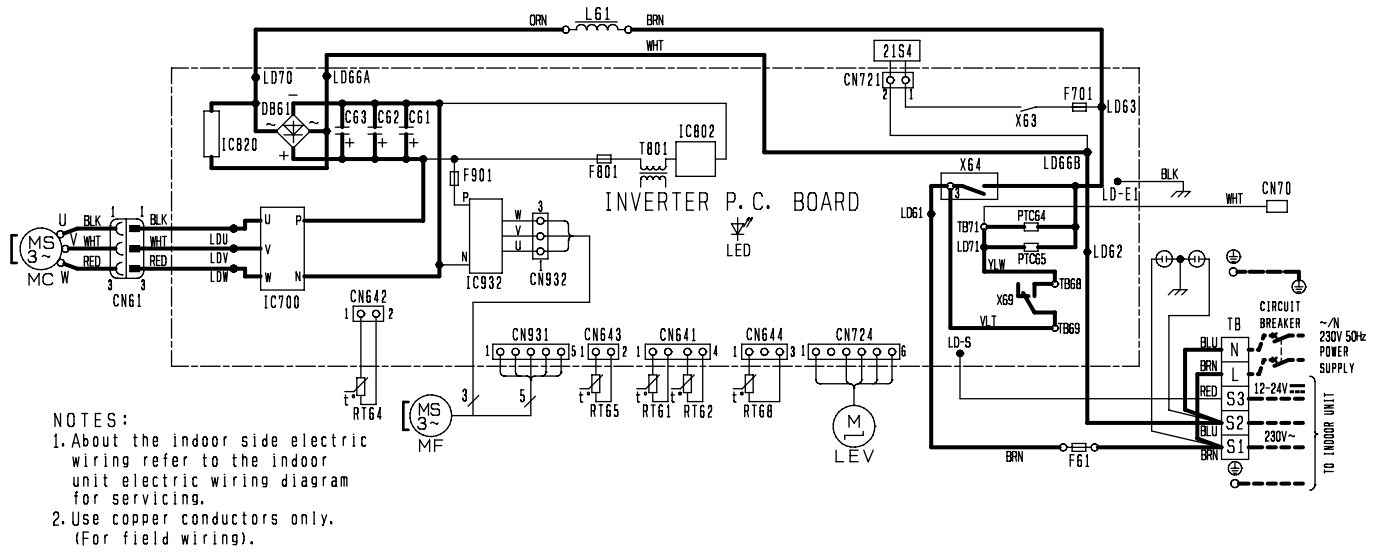 ORN L61 BRN
WHT
21S4
LD70 LD66A
CN721
2 1
F701
DB61 −
C63 C62 C61
LD63
X63
~ ~
IC820
+ + + +
T801 IC802
F801
F901
X64
LD66B
3
BLK
LD-E1
INVERTER P. C. BOARD
LED
WHT CN70
P
W 3
V
U
1
N
IC932 CN932
LD61
TB71 PTC64
LD71 PTC65
LD62
YLW
TB68
X69
VLT
TB69
U BLK 1 1 BLK
V WHT WHT LDU
W RED RED LDV
3 3 LDW
MS
3~
MC
CN61
U P
V
W N
IC700
CN642
1 2
t°
RT64
CN931
1 5
CN643
1 2
CN641
1 4
CN644
1 3
CN724
1 6
LD-S
3 5
t° RT65
t° RT61
t° RT62
t° RT68
MS
3~
MF
M
LEV
CIRCUIT
BREAKER
~/N
230V 50Hz
POWER
SUPPLY
TB
BLU N
BRN L
RED S3 12-24V
S2
BLU
S1 230V~
BRN
TO INDOOR UNIT
BRN F61
NOTES:
1. About the indoor side electric
wiring refer to the indoor
unit electric wiring diagram
for servicing.
2. Use copper conductors only.
(For field wiring).